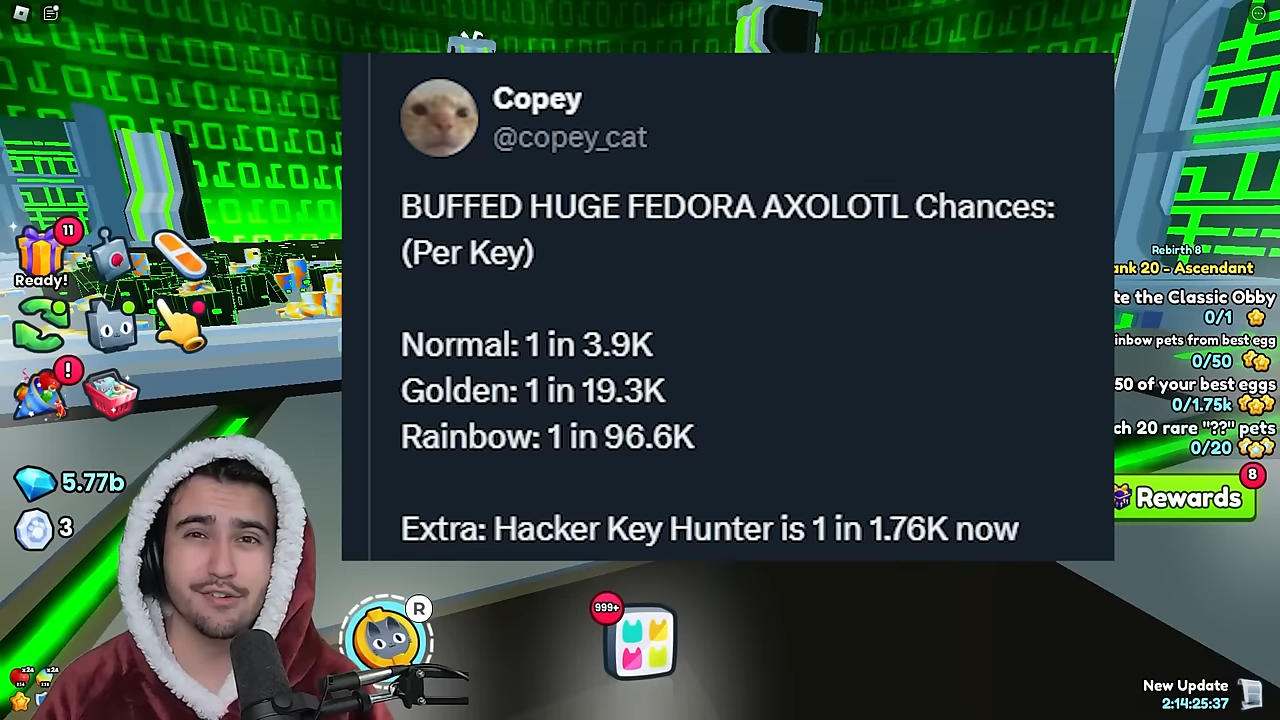 Copey
@copey_cat
BUFFED HUGE FEDORA AXOLOTL Chances:
(Per Key)
Normal: 1 in 3.9K
Golden: 1 in 19.3K
Rainbow: 1 in 96.6K
Extra: Hacker Key Hunter is 1 in 1.76K now
11
Ready!
!
5.77b
3
R
999+
Rebirth 8
ank 20 - Ascendant
te the Classic Obby
0/1
inbow pets from best egg
0/50
50 of your best eggs
0/1.75k
ch 20 rare "??" pets
0/20
8
Rewards
New Update
2:14:25:37
x24
x24